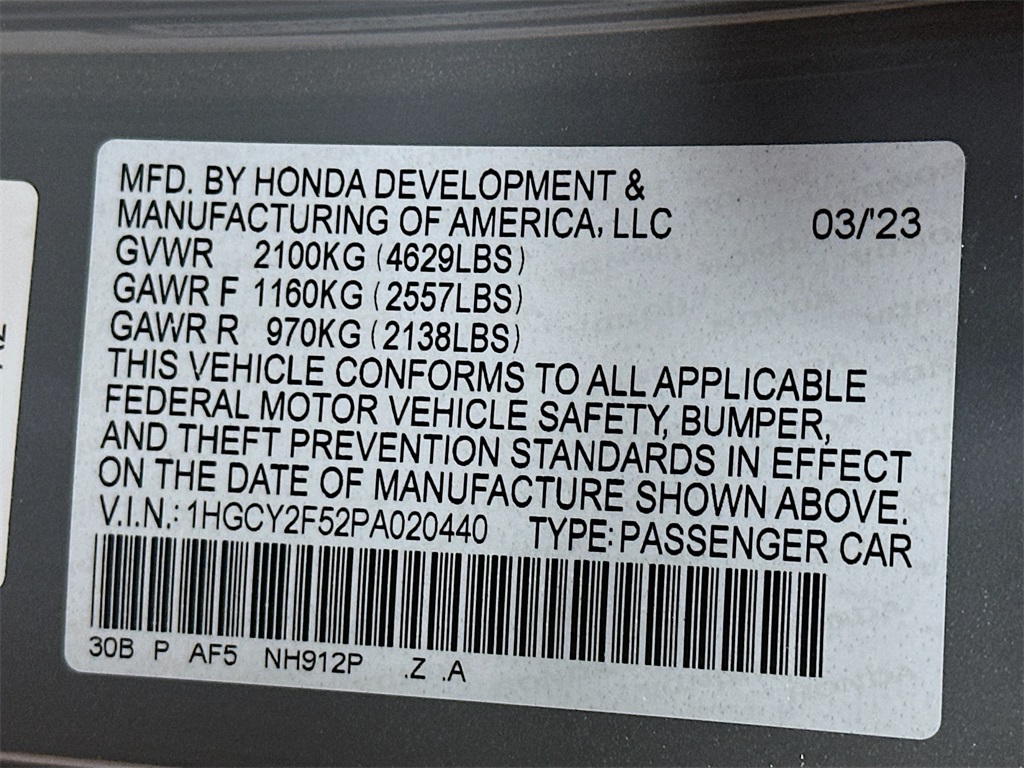 MFD. BY HONDA DEVELOPMENT &
MANUFACTURING OF AMERICA, LLC 03/'23
GVWR 2100KG (4629LBS)
GAWR F 1160KG (2557LBS)
GAWR R 970KG (2138LBS)
THIS VEHICLE CONFORMS TO ALL APPLICABLE
FEDERAL MOTOR VEHICLE SAFETY, BUMPER,
AND THEFT PREVENTION STANDARDS IN EFFECT
ON THE DATE OF MANUFACTURE SHOWN ABOVE.
V.I.N.: 1HGCY2F52PA020440 TYPE: PASSENGER CAR
30B P AF5 NH912P .Z .A